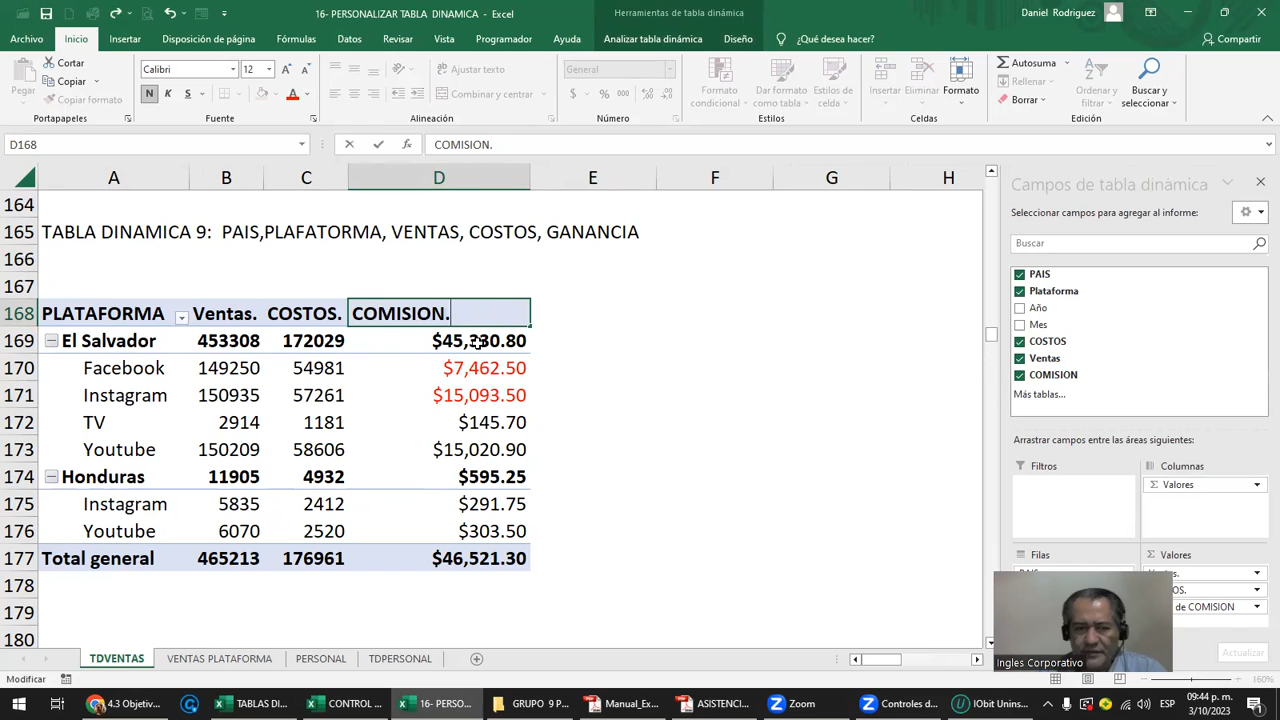 16- PERSONALIZAR TABLA DINAMICA - Excel
Herramientas de tabla dinámica
Daniel Rodriguez
Archivo Inicio Insertar Disposición de página Fórmulas Datos Revisar Vista Programador Ayuda Analizar tabla dinámica Diseño ¿Qué desea hacer? Compartir
Pegar
Cortar
Copiar
Copiar formato
Portapapeles
Calibri 12
N K S
Fuente
Ajustar texto
Combinar y centrar
Alineación
General
$ % 000
Número
Formato condicional
Dar formato como tabla
Estilos de celda
Estilos
Insertar Eliminar Formato
Celdas
Autosuma
Rellenar
Borrar
Ordenar y filtrar
Buscar y seleccionar
Edición
D168 fx COMISION.
A B C D E F G H
164
165 TABLA DINAMICA 9: PAIS,PLAFATORMA, VENTAS, COSTOS, GANANCIA
166
167
168 PLATAFORMA Ventas. COSTOS. COMISION.
169 El Salvador 453308 172029 $45,330.80
170 Facebook 149250 54981 $7,462.50
171 Instagram 150935 57261 $15,093.50
172 TV 2914 1181 $145.70
173 Youtube 150209 58606 $15,020.90
174 Honduras 11905 4932 $595.25
175 Instagram 5835 2412 $291.75
176 Youtube 6070 2520 $303.50
177 Total general 465213 176961 $46,521.30
178
179
180
Campos de tabla dinámica
Seleccionar campos para agregar al informe:
Buscar
PAIS
Plataforma
Año
Mes
COSTOS
Ventas
COMISION
Más tablas...
Arrastrar campos entre las áreas siguientes:
Filtros
Columnas
Σ Valores
Filas
Σ Valores
de COMISION
Actualizar
Ingles Corporativo
TDVENTAS VENTAS PLATAFORMA PERSONAL TDPERSONAL
Modificar
160%
4.3 Objetiv...
TABLAS DI...
CONTROL ...
16- PERSO...
GRUPO 9 P...
Manual_Ex...
ASISTENCI...
Zoom
Controles d...
IObit Unins...
ESP
09:44 p. m.
3/10/2023